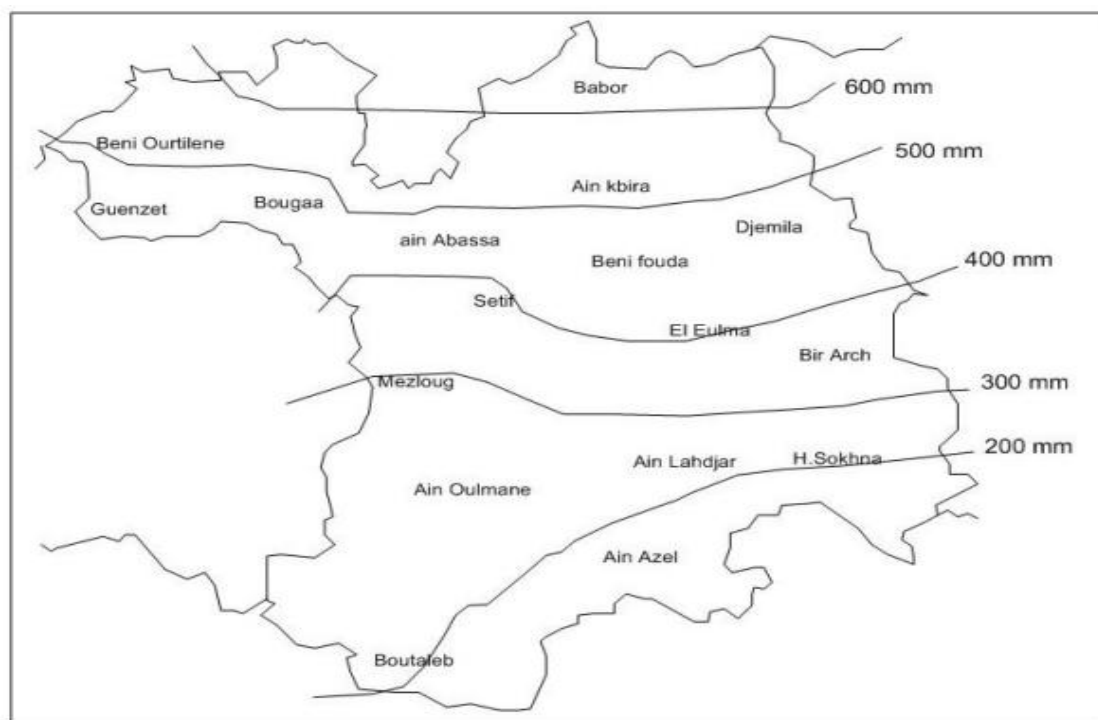 Babor
600 mm
Beni Ourtilene
500 mm
Ain kbira
Guenzet
Bougaa
Djemila
ain Abassa
Beni fouda
400 mm
Setif
El Eulma
Bir Arch
Mezloug
300 mm
Ain Lahdjar
H.Sokhna
200 mm
Ain Oulmane
Ain Azel
Boutaleb